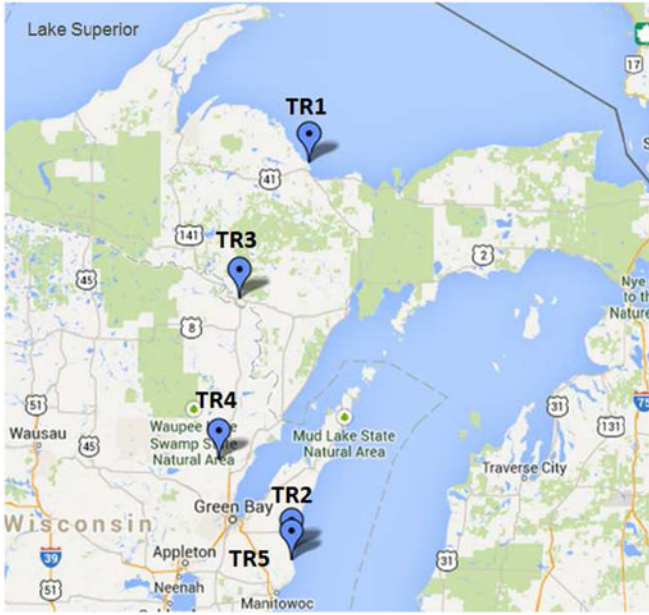 Lake Superior
TR1
17
41
141
TR3
2
45
Nye
to the
Nature
8
TR4
51
Waupee
Swamp State
Natural Area
31
75
Wausau
45
Mud Lake State
Natural Area
131
Traverse City
TR2
Green Bay
Wisconsin
TR5
39
Appleton
31
51
Neenah
Manitowoc